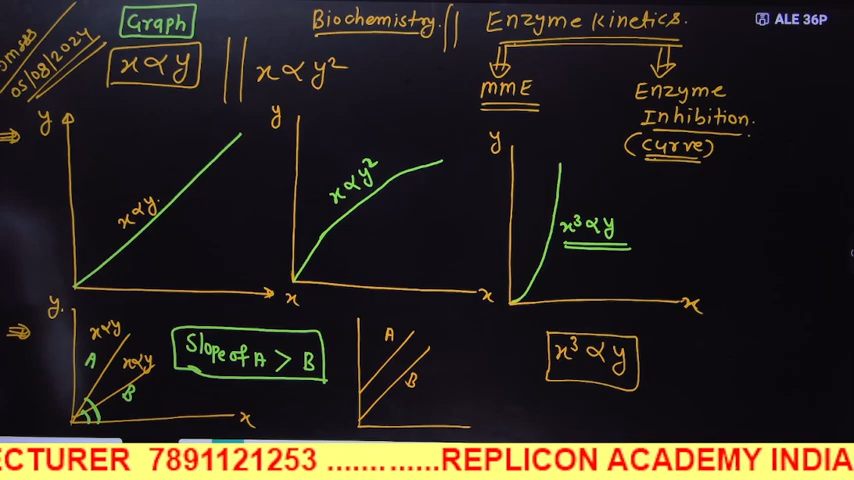 Graph
Biochemistry. || Enzyme kinetics.
ALE 36P
05/08/2024
x∝y || x∝y²
MME
Enzyme
Inhibition.
(Curve)
y
x∝y.
y
x∝y²
x
y
x³∝y
x
x
y.
x∝y
A
x∝y
B
x
Slope of A > B
A
B
x³∝y
ECTURER 7891121253 ............REPLICON ACADEMY INDIA